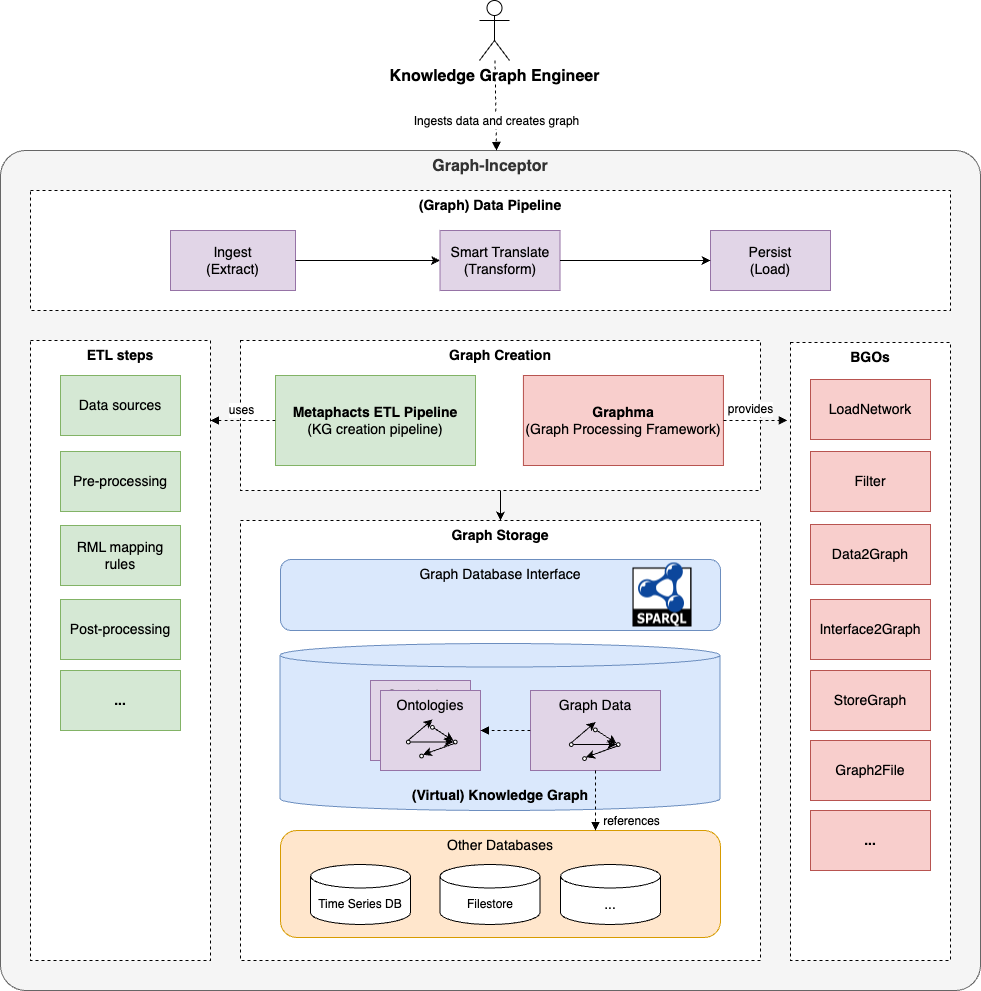 Knowledge Graph Engineer
Ingests data and creates graph
Graph-Inceptor
(Graph) Data Pipeline
Ingest
(Extract)
Smart Translate
(Transform)
Persist
(Load)
ETL steps
Data sources
Pre-processing
RML mapping
rules
Post-processing
...
uses
Graph Creation
Metaphacts ETL Pipeline
(KG creation pipeline)
Graphma
(Graph Processing Framework)
provides
BGOs
LoadNetwork
Filter
Data2Graph
Interface2Graph
StoreGraph
Graph2File
...
Graph Storage
Graph Database Interface
SPARQL
Ontologies
Graph Data
(Virtual) Knowledge Graph
references
Other Databases
Time Series DB
Filestore
...